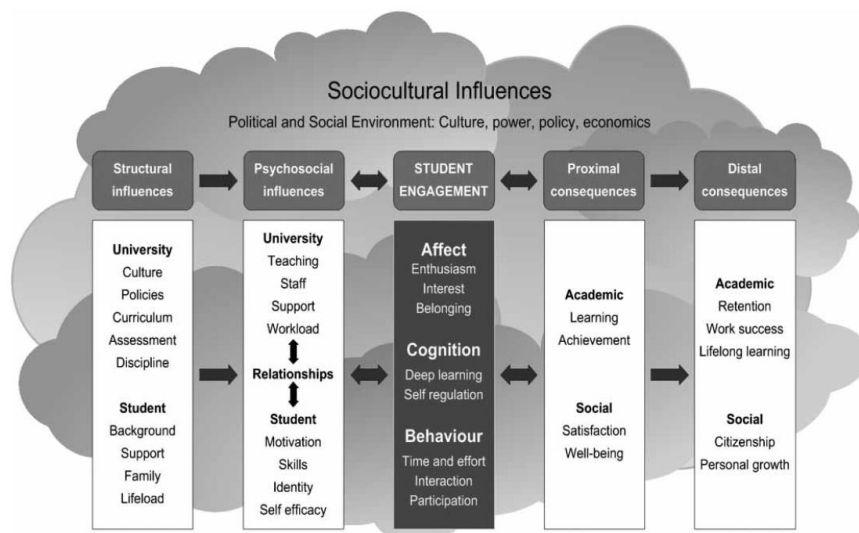 Sociocultural Influences
Political and Social Environment: Culture, power, policy, economics
Structural
influences
Psychosocial
influences
STUDENT
ENGAGEMENT
Proximal
consequences
Distal
consequences
University
Culture
Policies
Curriculum
Assessment
Discipline
Student
Background
Support
Family
Lifeload
University
Teaching
Staff
Support
Workload
Relationships
Student
Motivation
Skills
Identity
Self efficacy
Affect
Enthusiasm
Interest
Belonging
Cognition
Deep learning
Self regulation
Behaviour
Time and effort
Interaction
Participation
Academic
Learning
Achievement
Social
Satisfaction
Well-being
Academic
Retention
Work success
Lifelong learning
Social
Citizenship
Personal growth